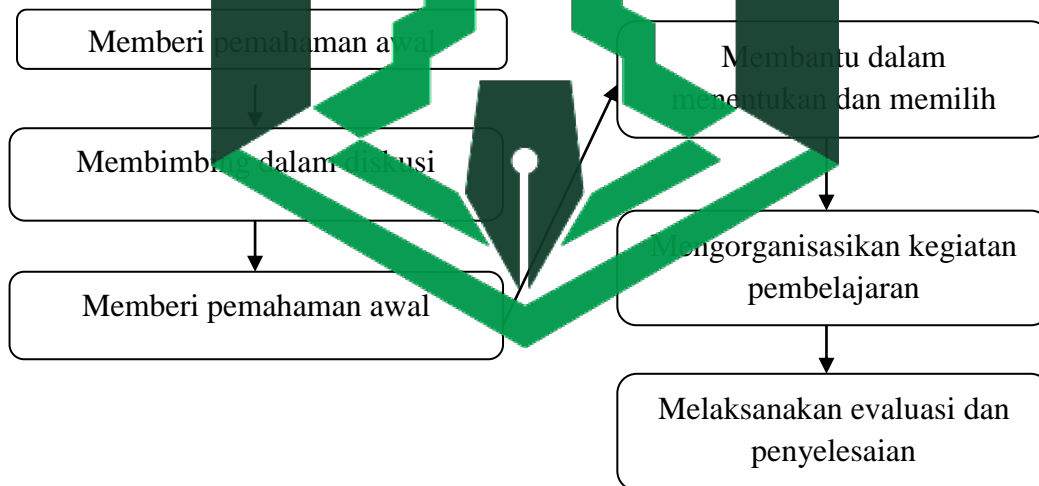 Memberi pemahaman awal
Membimbing dalam diskusi
Memberi pemahaman awal
Membantu dalam
menentukan dan memilih
Mengorganisasikan kegiatan
pembelajaran
Melaksanakan evaluasi dan
penyelesaian